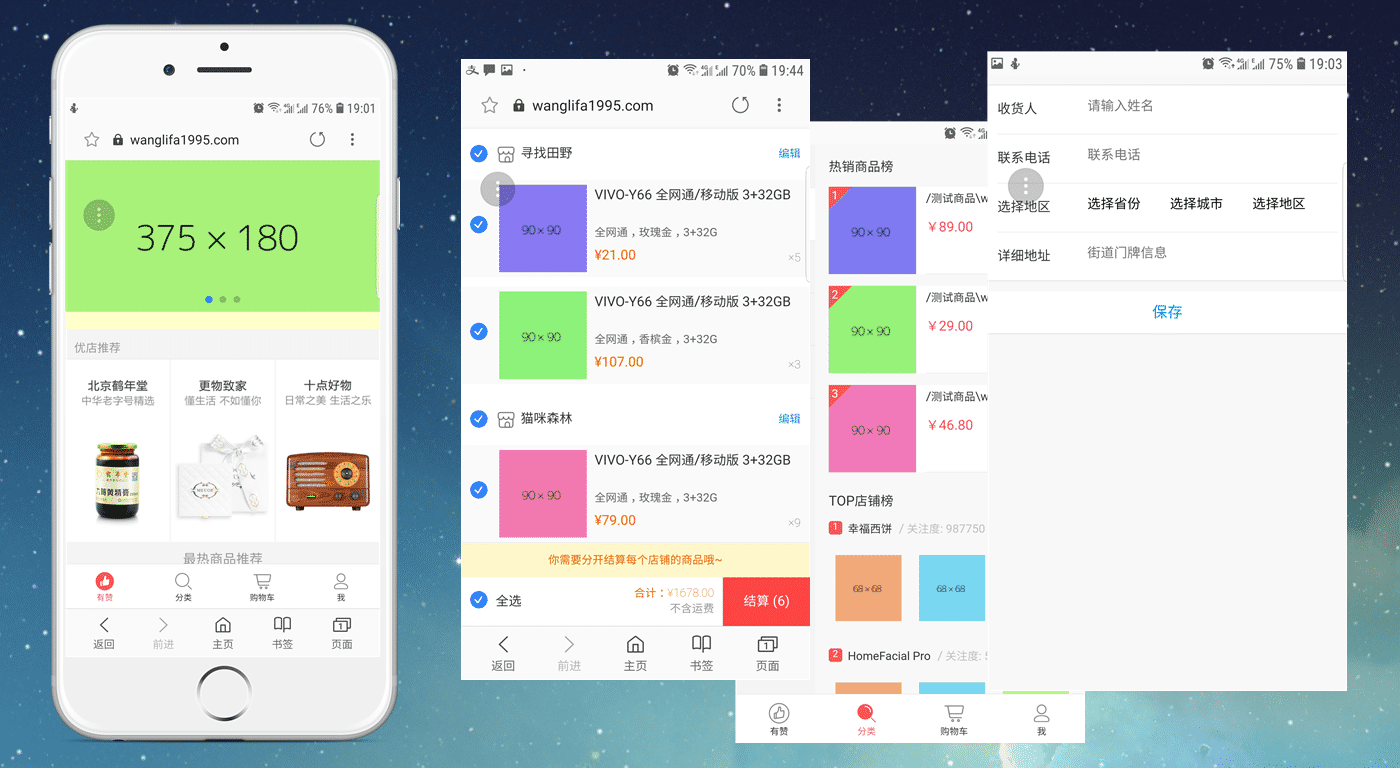 76% 19:01
wanglifa1995.com
375 × 180
优店推荐
北京鹤年堂
中华老字号精选
更物致家
懂生活 不如懂你
十点好物
日常之美 生活之乐
最热商品推荐
有赞
分类
购物车
我
返回
前进
主页
书签
页面
70% 19:44
wanglifa1995.com
寻找田野
编辑
90 × 90
VIVO-Y66 全网通/移动版 3+32GB
全网通，玫瑰金，3+32G
¥21.00
×5
90 × 90
VIVO-Y66 全网通/移动版 3+32GB
全网通，香槟金，3+32G
¥107.00
×3
猫咪森林
编辑
90 × 90
VIVO-Y66 全网通/移动版 3+32GB
全网通，玫瑰金，3+32G
¥79.00
×9
你需要分开结算每个店铺的商品哦~
全选
合计：¥1678.00
不含运费
结算 (6)
返回
前进
主页
1
书签
页面
热销商品榜
1
90 × 90
/测试商品\w
￥89.00
2
90 × 90
/测试商品\w
￥29.00
3
90 × 90
/测试商品\w
￥46.80
TOP店铺榜
1 幸福西饼 / 关注度: 987750
68 × 68
68 × 68
2 HomeFacial Pro / 关注度:
有赞
分类
购物车
我
75% 19:03
收货人 请输入姓名
联系电话 联系电话
选择地区 选择省份 选择城市 选择地区
详细地址 街道门牌信息
保存